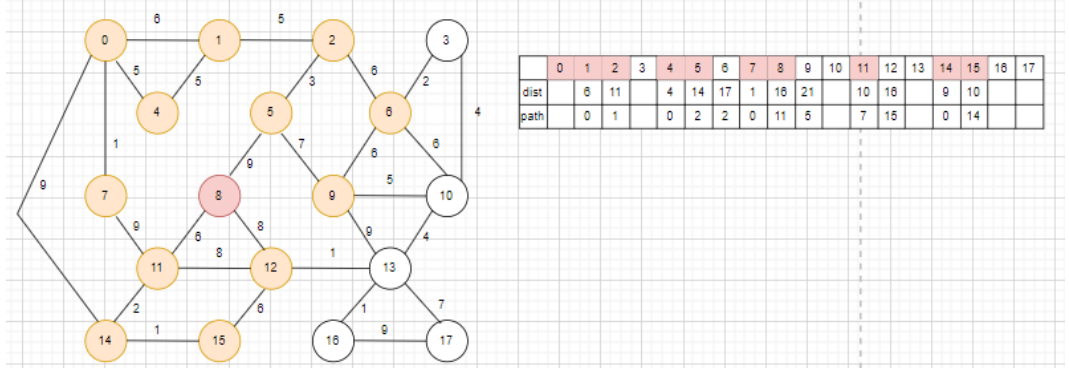 6 5
0 1 2 3
5 5 3 6 2
4 5 6 4
1 9 7 6 6
9 5
7 8 9 10
9 6 8 9 4
8 1
11 12 13
2 6 1 7
1 9
14 15 16 17
0 1 2 3 4 5 6 7 8 9 10 11 12 13 14 15 16 17
dist 6 11 4 14 17 1 16 21 10 16 9 10
path 0 1 0 2 2 0 11 5 7 15 0 14